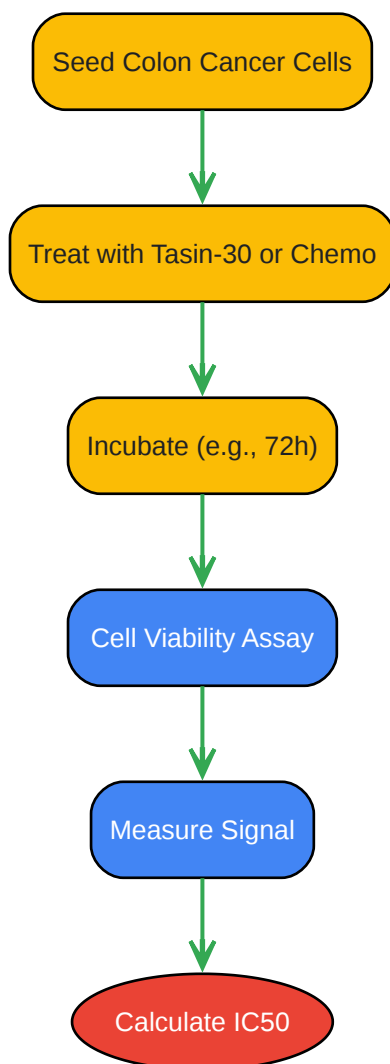 Seed Colon Cancer Cells
Treat with Tasin-30 or Chemo
Incubate (e.g., 72h)
Cell Viability Assay
Measure Signal
Calculate IC50